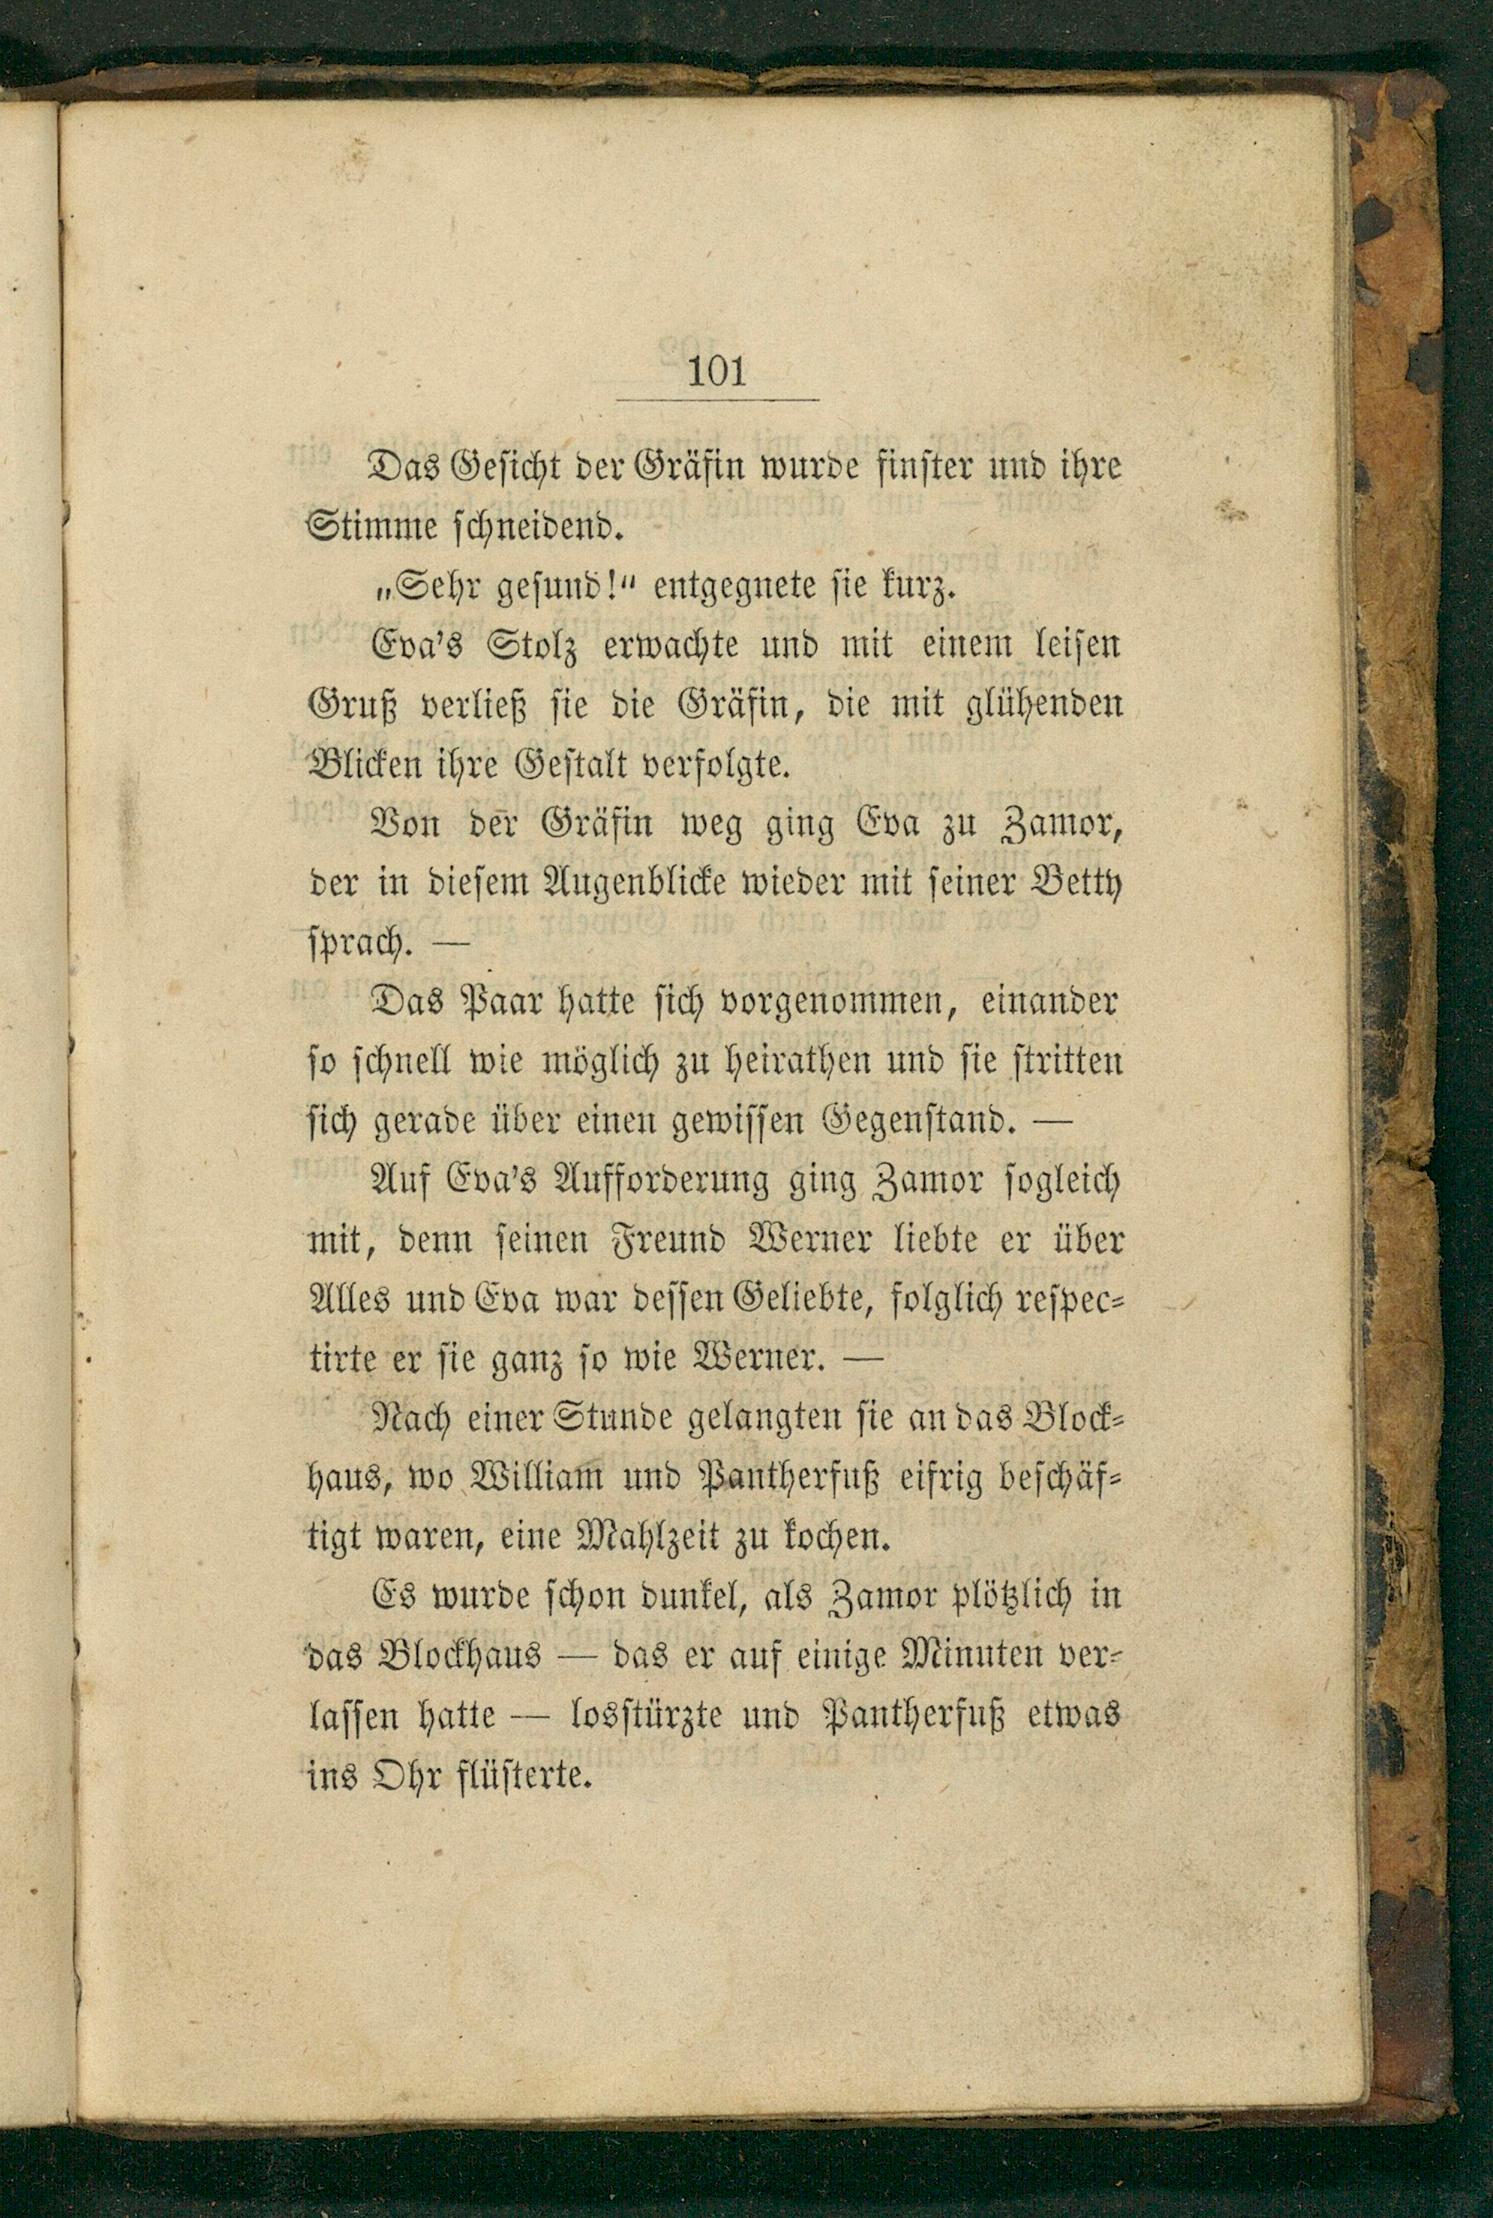 101
Das Gesicht der Gräfin wurde finster und ihre
Stimme schneidend.
„Sehr gesund!“ entgegnete sie kurz.
Eva's Stolz erwachte und mit einem leisen
Gruß verließ sie die Gräfin, die mit glühenden
Blicken ihre Gestalt verfolgte.
Von der Gräfin weg ging Eva zu Zamor,
der in diesem Augenblicke wieder mit seiner Betty
sprach. —
Das Paar hatte sich vorgenommen, einander
so schnell wie möglich zu heirathen und sie stritten
sich gerade über einen gewissen Gegenstand. —
Auf Eva's Aufforderung ging Zamor sogleich
mit, denn seinen Freund Werner liebte er über
Alles und Eva war dessen Geliebte, folglich respec-
tirte er sie ganz so wie Werner. —
Nach einer Stunde gelangten sie an das Block-
haus, wo William und Pantherfuß eifrig beschäf-
tigt waren, eine Mahlzeit zu kochen.
Es wurde schon dunkel, als Zamor plötzlich in
das Blockhaus — das er auf einige Minuten ver-
lassen hatte — losstürzte und Pantherfuß etwas
ins Ohr flüsterte.